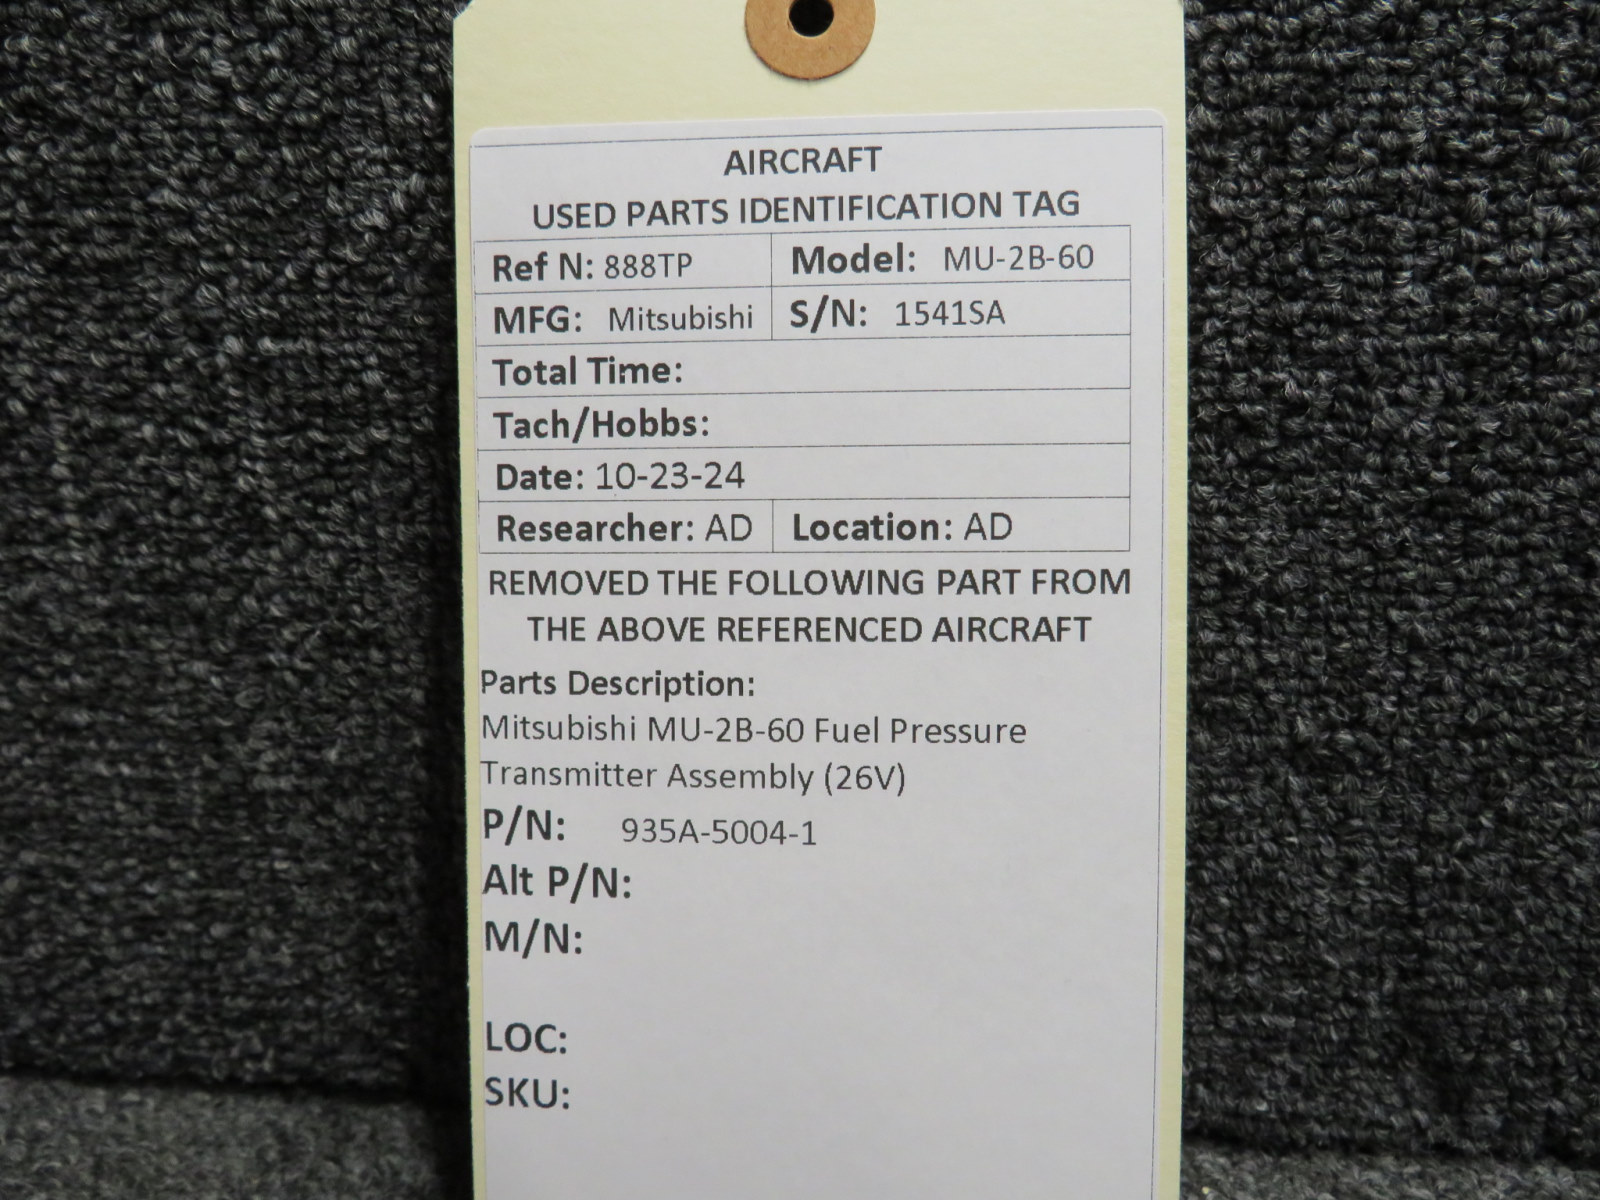 AIRCRAFT
USED PARTS IDENTIFICATION TAG
Ref N: 888TP Model: MU-2B-60
MFG: Mitsubishi S/N: 1541SA
Total Time:
Tach/Hobbs:
Date: 10-23-24
Researcher: AD Location: AD
REMOVED THE FOLLOWING PART FROM
THE ABOVE REFERENCED AIRCRAFT
Parts Description:
Mitsubishi MU-2B-60 Fuel Pressure
Transmitter Assembly (26V)
P/N: 935A-5004-1
Alt P/N:
M/N:
LOC:
SKU: